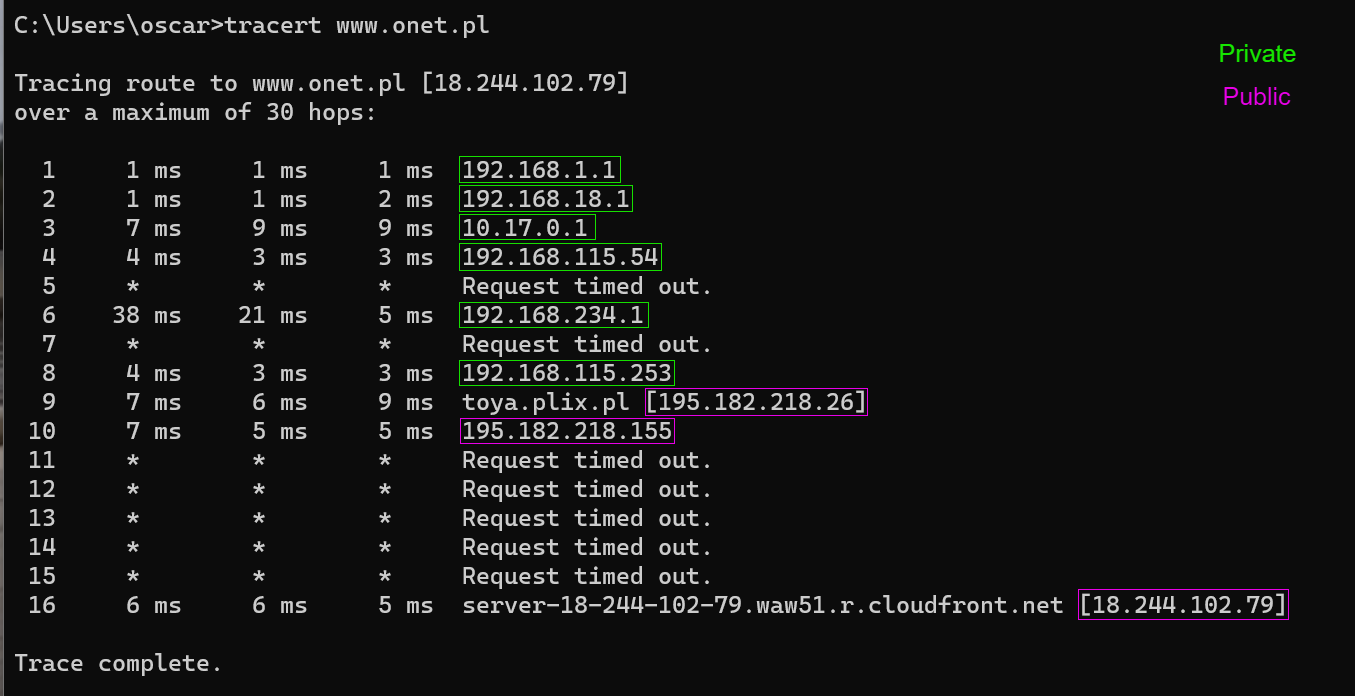 C:\Users\oscar>tracert www.onet.pl
Private
Tracing route to www.onet.pl [18.244.102.79]
Public
over a maximum of 30 hops:
1 1 ms 1 ms 1 ms 192.168.1.1
2 1 ms 1 ms 2 ms 192.168.18.1
3 7 ms 9 ms 9 ms 10.17.0.1
4 4 ms 3 ms 3 ms 192.168.115.54
5 * * * Request timed out.
6 38 ms 21 ms 5 ms 192.168.234.1
7 * * * Request timed out.
8 4 ms 3 ms 3 ms 192.168.115.253
9 7 ms 6 ms 9 ms toya.plix.pl [195.182.218.26]
10 7 ms 5 ms 5 ms 195.182.218.155
11 * * * Request timed out.
12 * * * Request timed out.
13 * * * Request timed out.
14 * * * Request timed out.
15 * * * Request timed out.
16 6 ms 6 ms 5 ms server-18-244-102-79.waw51.r.cloudfront.net [18.244.102.79]
Trace complete.